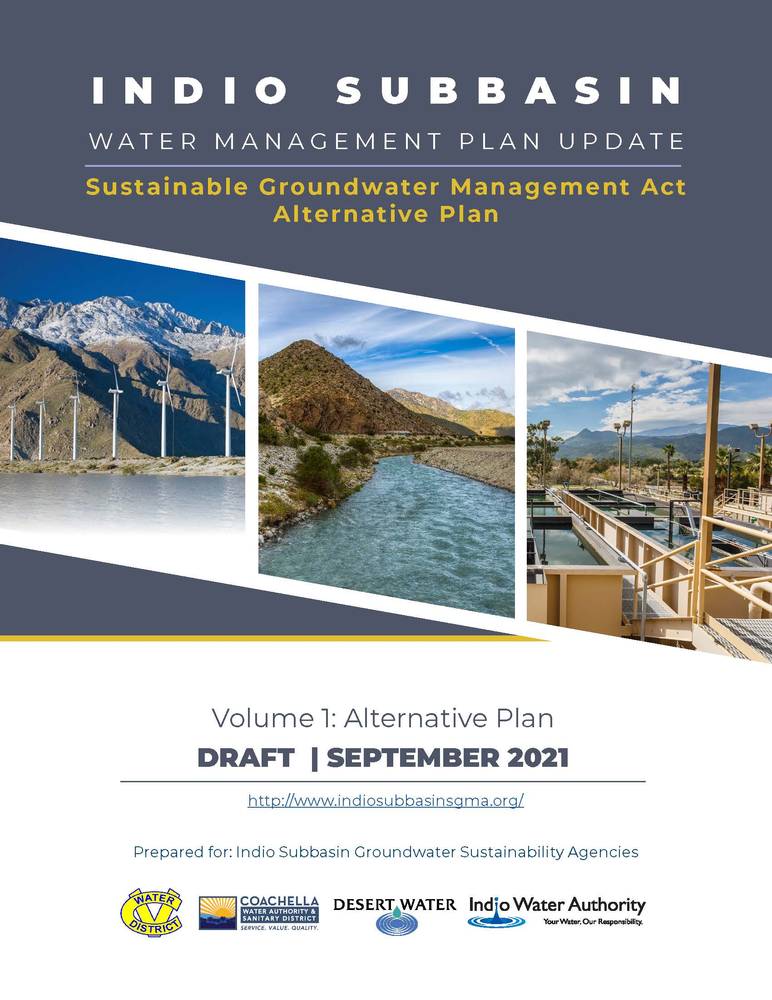 INDIO SUBBASIN
WATER MANAGEMENT PLAN UPDATE
Sustainable Groundwater Management Act
Alternative Plan
Volume 1: Alternative Plan
DRAFT | SEPTEMBER 2021
http://www.indiosubbasinsgma.org/
Prepared for: Indio Subbasin Groundwater Sustainability Agencies
WATER
CV
DISTRICT
COACHELLA
WATER AUTHORITY &
SANITARY DISTRICT
SERVICE. VALUE. QUALITY.
DESERT WATER
Indio Water Authority
Your Water. Our Responsibility.